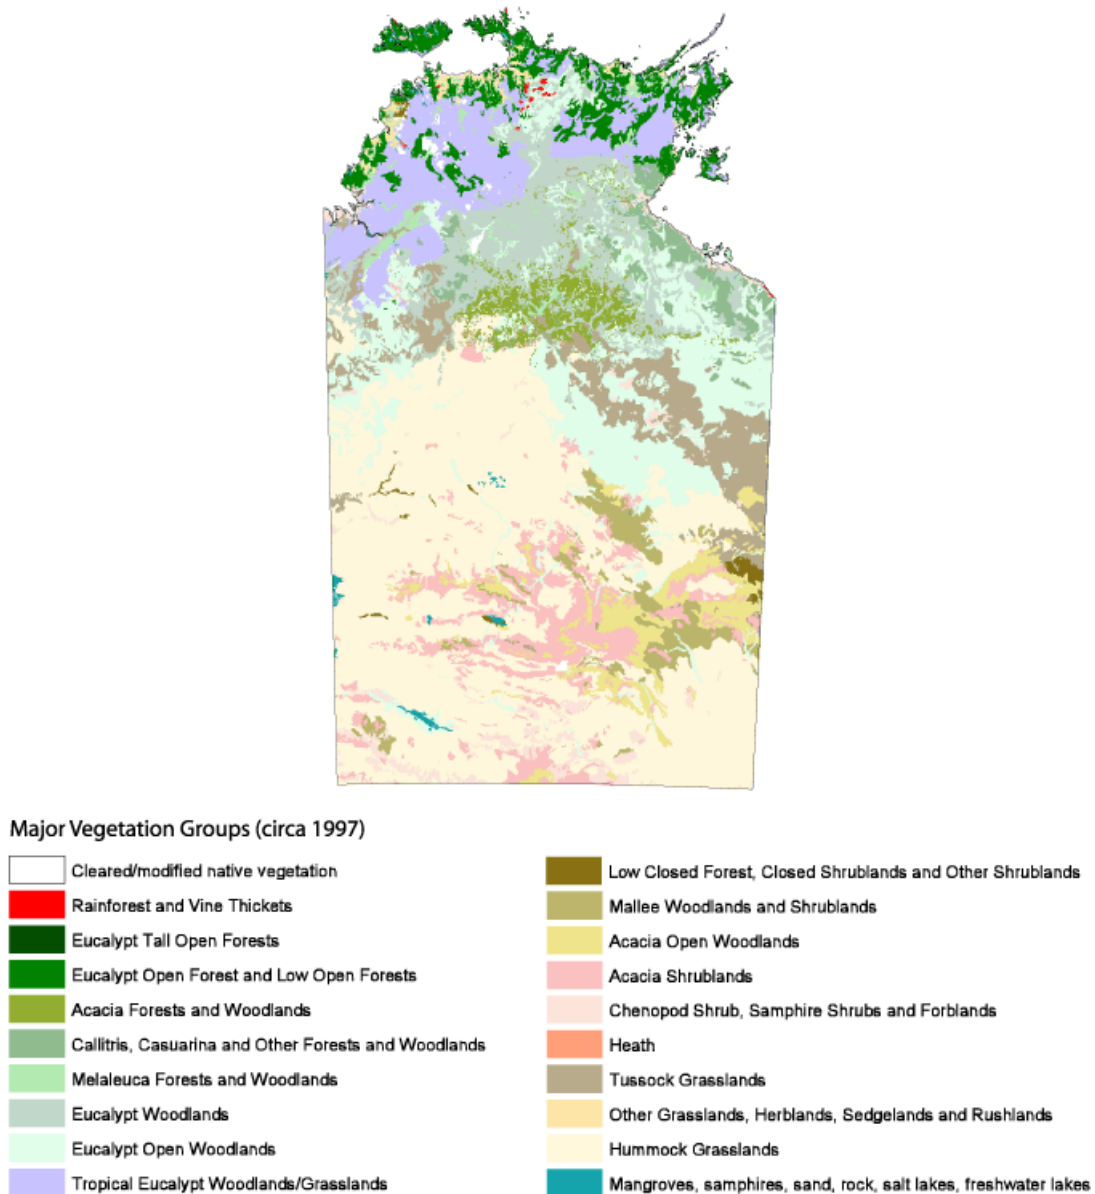 Major Vegetation Groups (circa 1997)
Cleared/modified native vegetation
Rainforest and Vine Thickets
Eucalypt Tall Open Forests
Eucalypt Open Forest and Low Open Forests
Acacia Forests and Woodlands
Callitris, Casuarina and Other Forests and Woodlands
Melaleuca Forests and Woodlands
Eucalypt Woodlands
Eucalypt Open Woodlands
Tropical Eucalypt Woodlands/Grasslands
Low Closed Forest, Closed Shrublands and Other Shrublands
Mallee Woodlands and Shrublands
Acacia Open Woodlands
Acacia Shrublands
Chenopod Shrub, Samphire Shrubs and Forblands
Heath
Tussock Grasslands
Other Grasslands, Herblands, Sedgelands and Rushlands
Hummock Grasslands
Mangroves, samphires, sand, rock, salt lakes, freshwater lakes